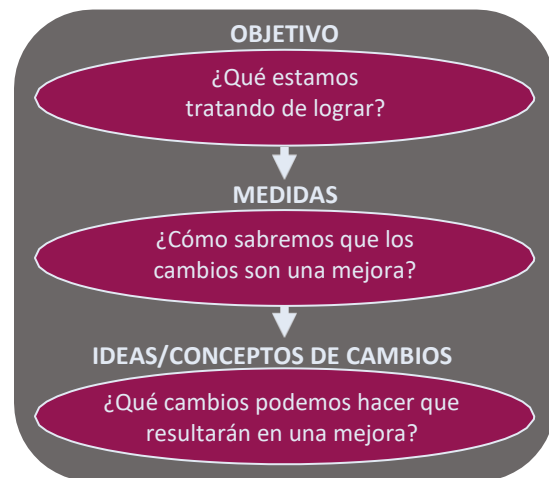 OBJETIVO
¿Qué estamos
tratando de lograr?
MEDIDAS
¿Cómo sabremos que los
cambios son una mejora?
IDEAS/CONCEPTOS DE CAMBIOS
¿Qué cambios podemos hacer que
resultarán en una mejora?